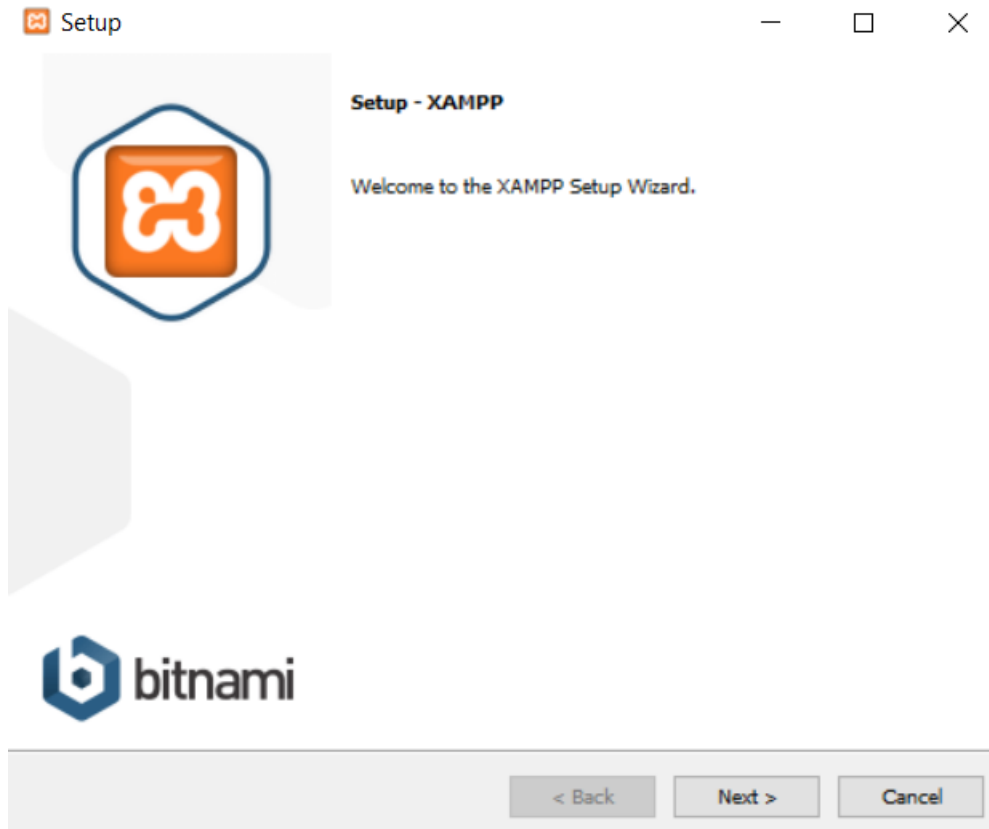 Setup
Setup - XAMPP
Welcome to the XAMPP Setup Wizard.
bitnami
< Back
Next >
Cancel